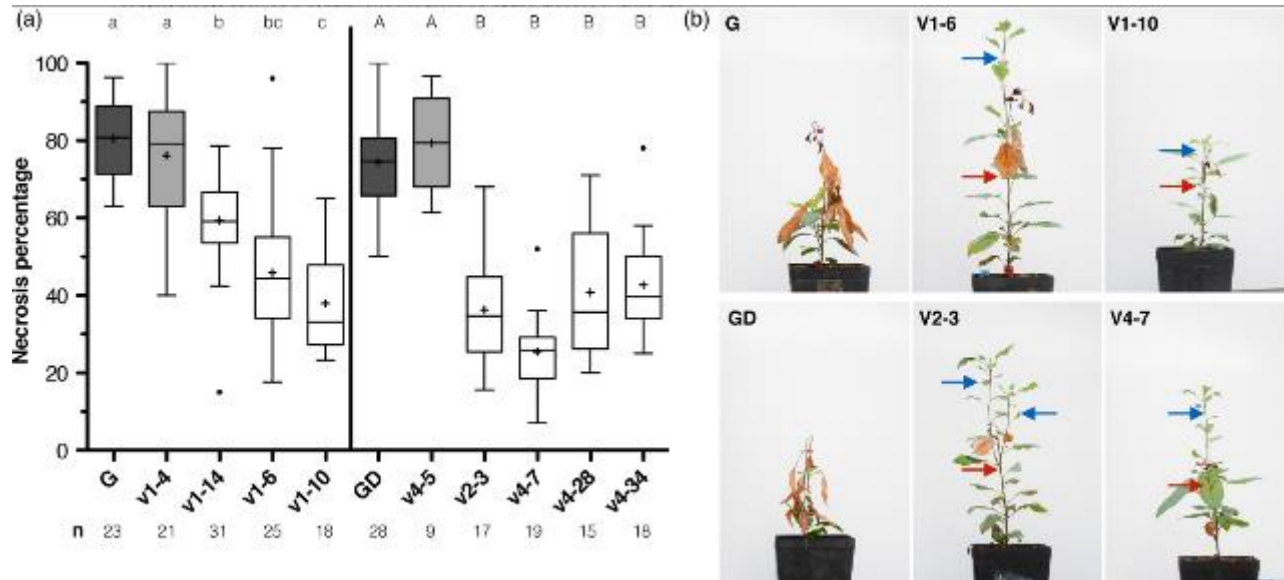 (a)
a a b bc c A A B B B B
Necrosis percentage
100
80
60
40
20
0
G v1-4 v1-14 v1-6 v1-10 GD v4-5 v2-3 v4-7 v4-28 v4-34
n 23 21 31 25 18 28 9 17 19 15 18
(b)
G V1-6 V1-10
GD V2-3 V4-7